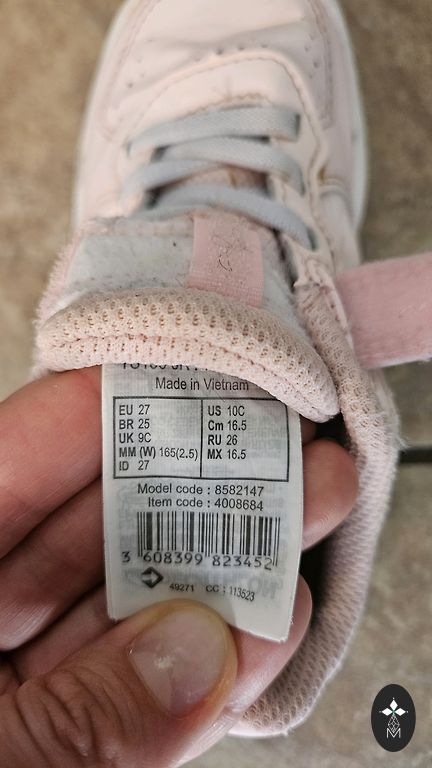 Made in Vietnam
EU 27
BR 25
UK 9C
MM (W) 165(2.5)
ID 27
US 10C
Cm 16.5
RU 26
MX 16.5
Model code : 8582147
Item code : 4008684
3 608399 823452
49271 CC : 113523
M